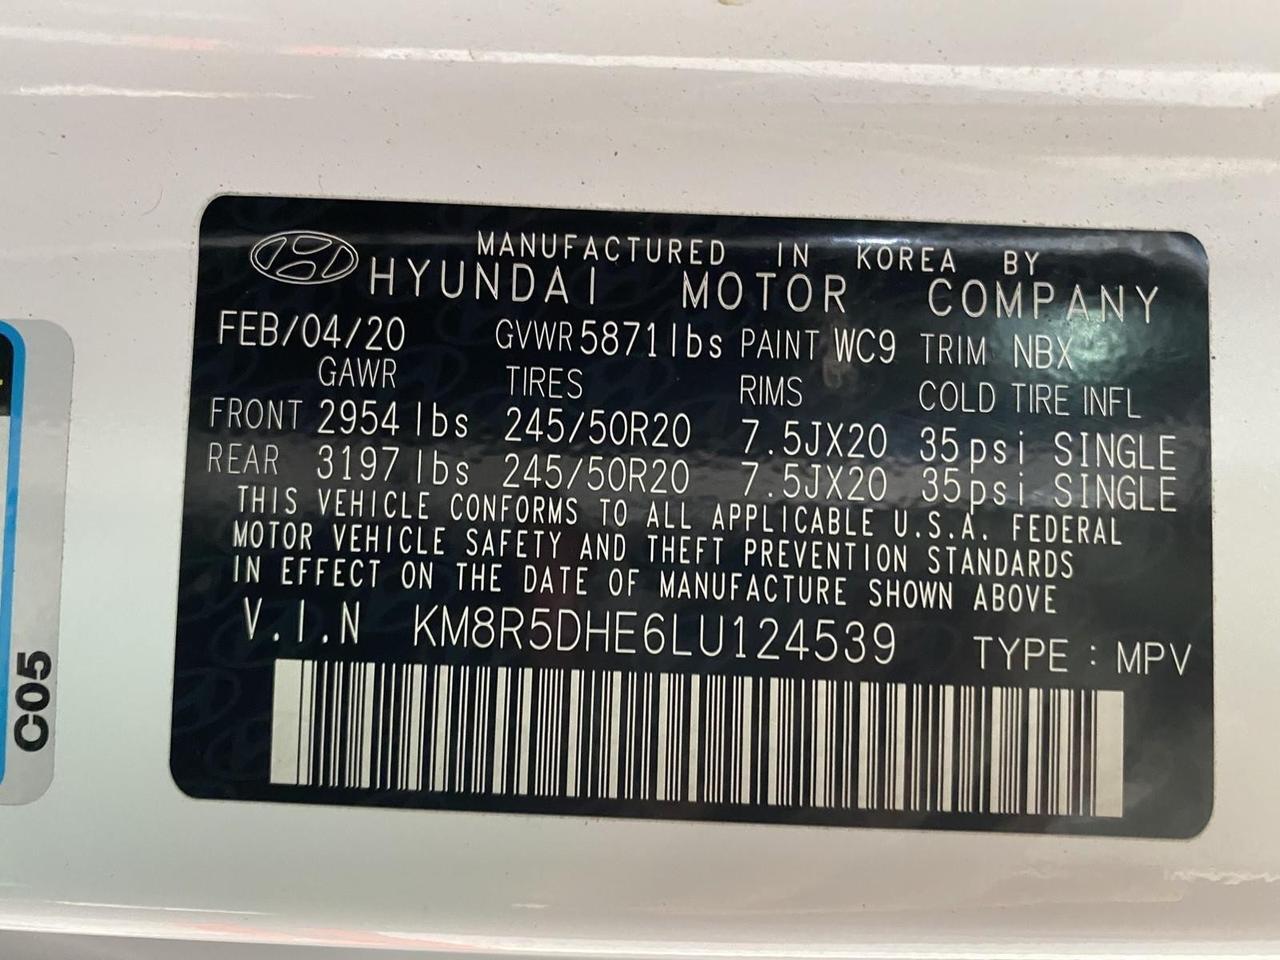 MANUFACTURED IN KOREA BY
HYUNDAI MOTOR COMPANY
FEB/04/20 GVWR 5871lbs PAINT WC9 TRIM NBX
GAWR TIRES RIMS COLD TIRE INFL
FRONT 2954 lbs 245/50R20 7.5JX20 35psi SINGLE
REAR 3197 lbs 245/50R20 7.5JX20 35psi SINGLE
THIS VEHICLE CONFORMS TO ALL APPLICABLE U.S.A. FEDERAL
MOTOR VEHICLE SAFETY AND THEFT PREVENTION STANDARDS
IN EFFECT ON THE DATE OF MANUFACTURE SHOWN ABOVE
V.I.N KM8R5DHE6LU124539 TYPE : MPV
C05